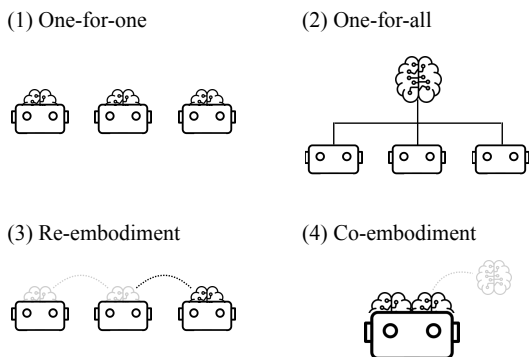 (1) One-for-one
(2) One-for-all
(3) Re-embodiment
(4) Co-embodiment